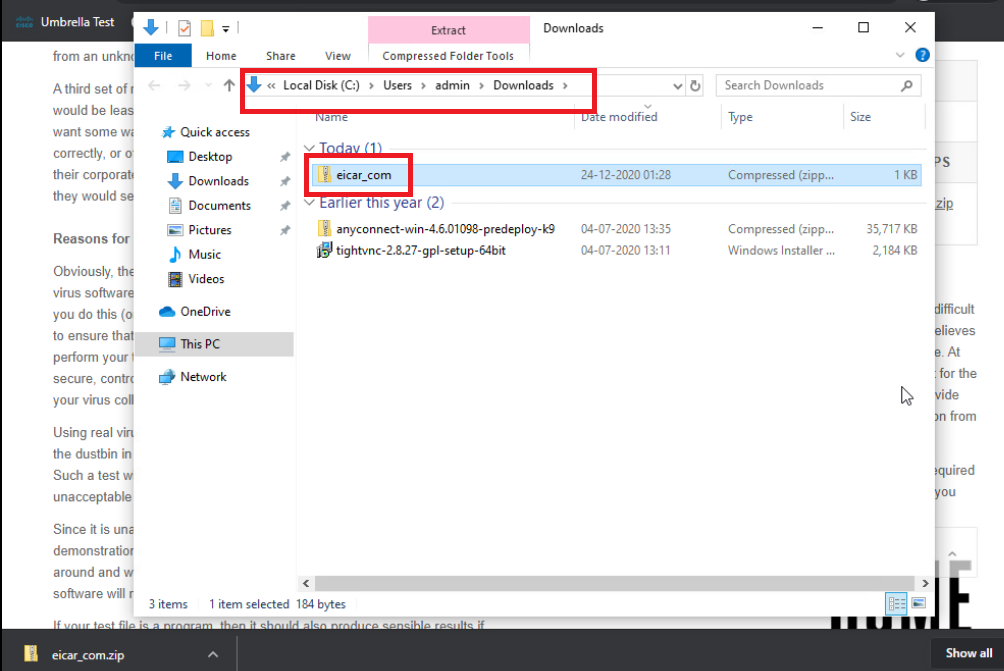 Umbrella Test
Extract
Downloads
File
Home
Share
View
Compressed Folder Tools
« Local Disk (C:) › Users › admin › Downloads ›
Search Downloads
Name
Date modified
Type
Size
Quick access
Desktop
Downloads
Documents
Pictures
Music
Videos
OneDrive
This PC
Network
Today (1)
eicar_com 24-12-2020 01:28 Compressed (zipp... 1 KB
Earlier this year (2)
anyconnect-win-4.6.01098-predeploy-k9 04-07-2020 13:35 Compressed (zipp... 35,717 KB
tightvnc-2.8.27-gpl-setup-64bit 04-07-2020 13:11 Windows Installer ... 2,184 KB
3 items 1 item selected 184 bytes
A third set of
would be leas
want some wa
correctly, or o
their corporate
they would se
Reasons for
Obviously, the
virus software
you do this (o
to ensure that
perform your
secure, contro
your virus coll
Using real viru
the dustbin in
Such a test w
unacceptable
Since it is una
demonstration
around and w
software will
If your test file is a program, then it should also produce sensible results if
PS
zip
difficult
elieves
e. At
for the
vide
on from
equired
you
eicar_com.zip
Show all